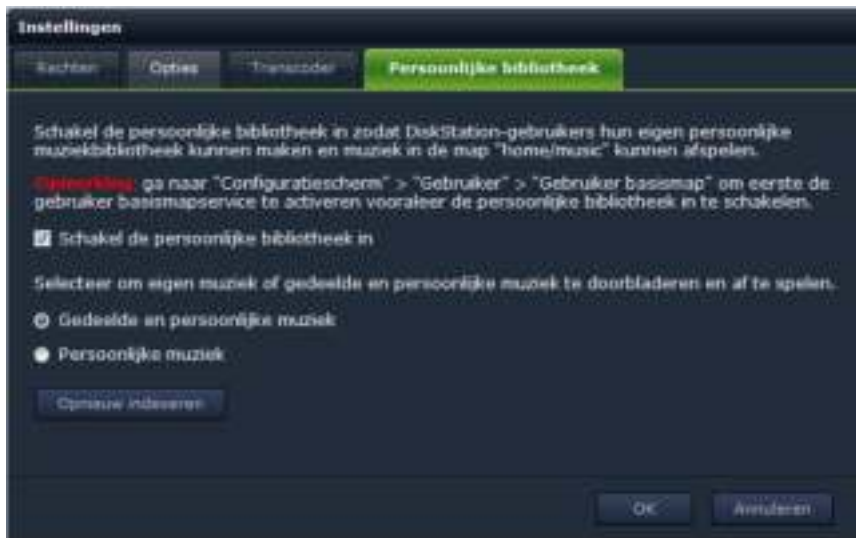 Instellingen
Rechten Opties Transcoder Persoonlijke bibliotheek
Schakel de persoonlijke bibliotheek in zodat DiskStation-gebruikers hun eigen persoonlijke
muziekbibliotheek kunnen maken en muziek in de map "home/music" kunnen afspelen.
Opmerking: ga naar "Configuratiescherm" > "Gebruiker" > "Gebruiker basismap" om eerste de
gebruiker basismapservice te activeren vooraleer de persoonlijke bibliotheek in te schakelen.
Schakel de persoonlijke bibliotheek in
Selecteer om eigen muziek of gedeelde en persoonlijke muziek te doorbladeren en af te spelen.
Gedeelde en persoonlijke muziek
Persoonlijke muziek
Opnieuw indexeren
OK Annuleren